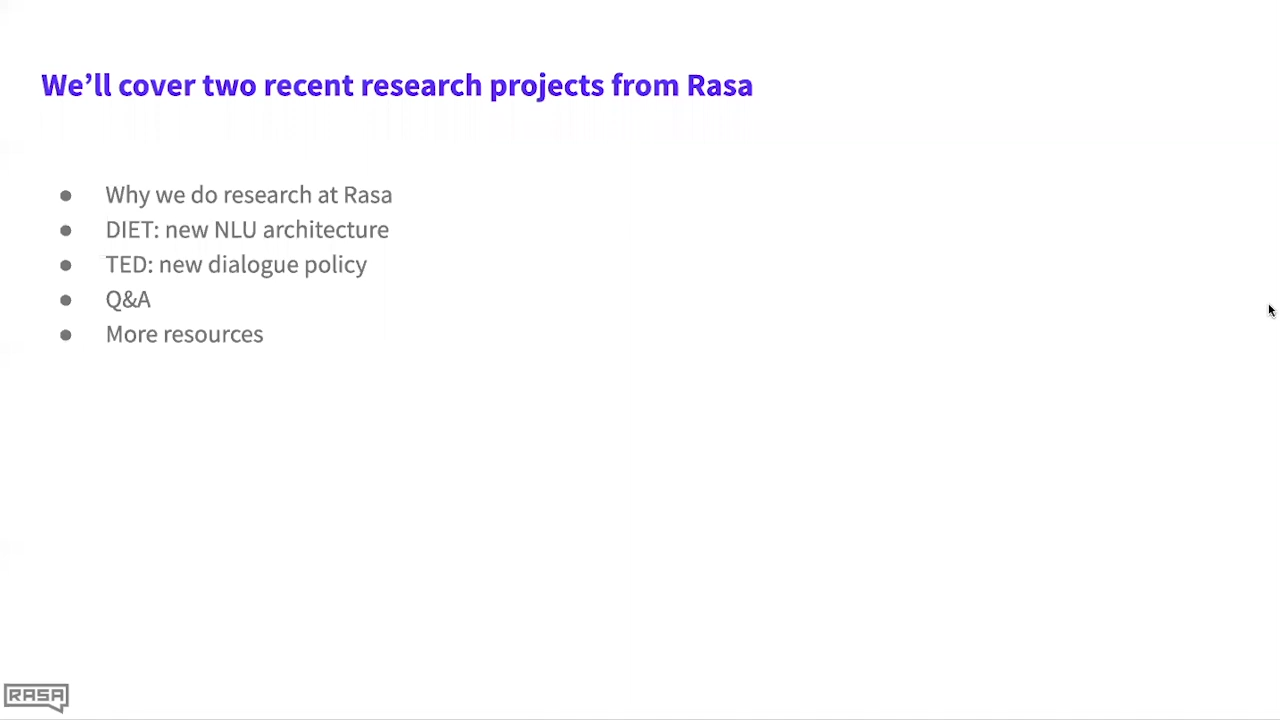 We’ll cover two recent research projects from Rasa
● Why we do research at Rasa
● DIET: new NLU architecture
● TED: new dialogue policy
● Q&A
● More resources
RASA